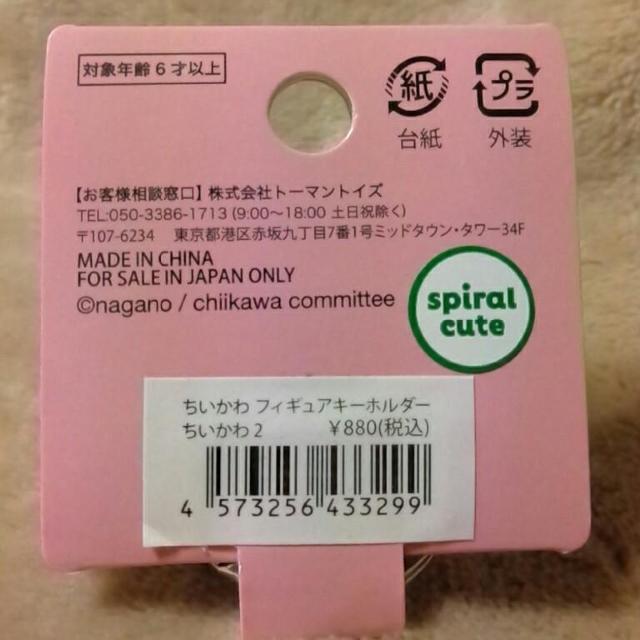 対象年齢6才以上
紙
台紙
プラ
外装
【お客様相談窓口】株式会社トーマントイズ
TEL:050-3386-1713 (9:00〜18:00 土日祝除く)
〒107-6234 東京都港区赤坂九丁目7番1号ミッドタウン・タワー34F
MADE IN CHINA
FOR SALE IN JAPAN ONLY
©nagano / chiikawa committee
spiral
cute
ちいかわ フィギュアキーホルダー
ちいかわ 2 ¥880(税込)
4 573256 433299